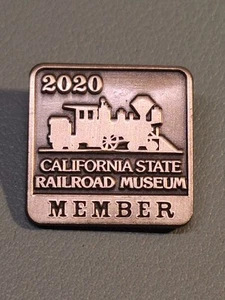 2020
CALIFORNIA STATE
RAILROAD MUSEUM
MEMBER